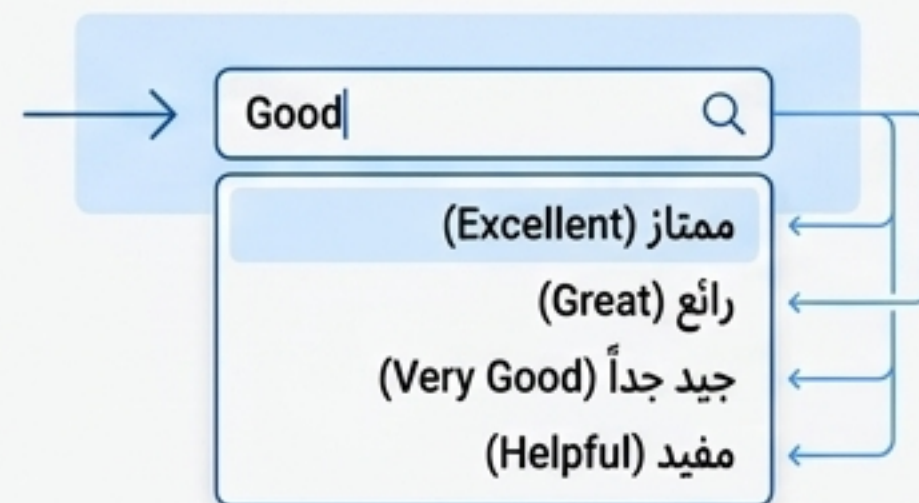 Good
ممتاز (Excellent)
رائع (Great)
جيد جداً (Very Good)
مفيد (Helpful)